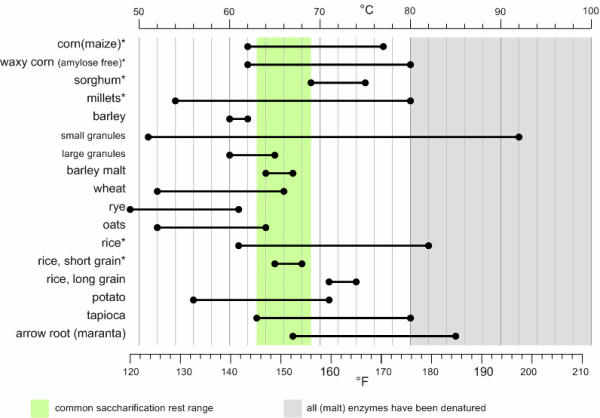 °C
50 60 70 80 90 100
corn(maize)*
waxy corn (amylose free)*
sorghum*
millets*
barley
small granules
large granules
barley malt
wheat
rye
oats
rice*
rice, short grain*
rice, long grain
potato
tapioca
arrow root (maranta)
120 130 140 150 160 170 180 190 200 210
°F
common saccharification rest range
all (malt) enzymes have been denatured